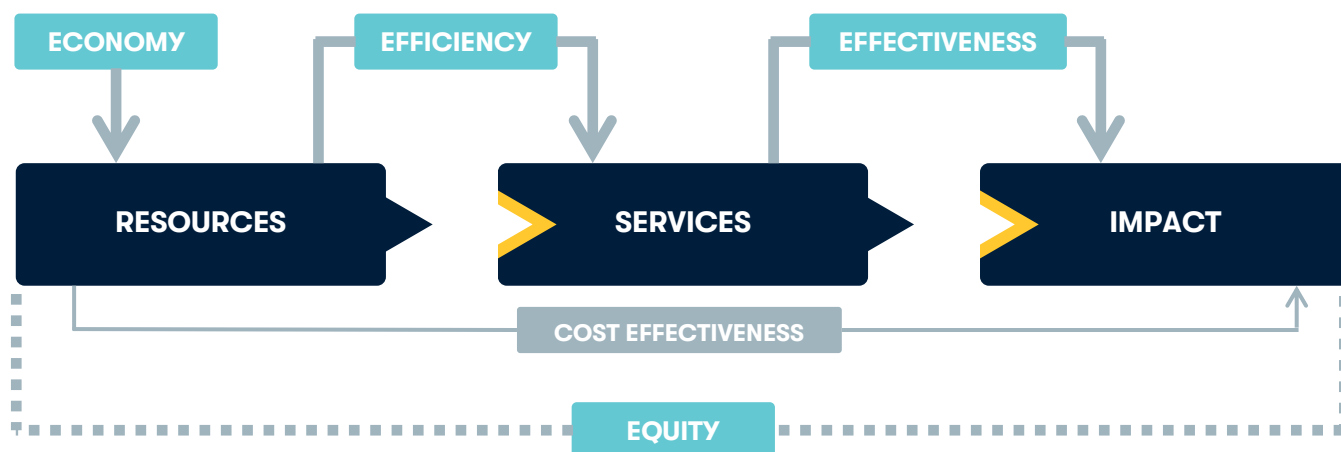 ECONOMY
EFFICIENCY
EFFECTIVENESS
RESOURCES
SERVICES
IMPACT
COST EFFECTIVENESS
EQUITY